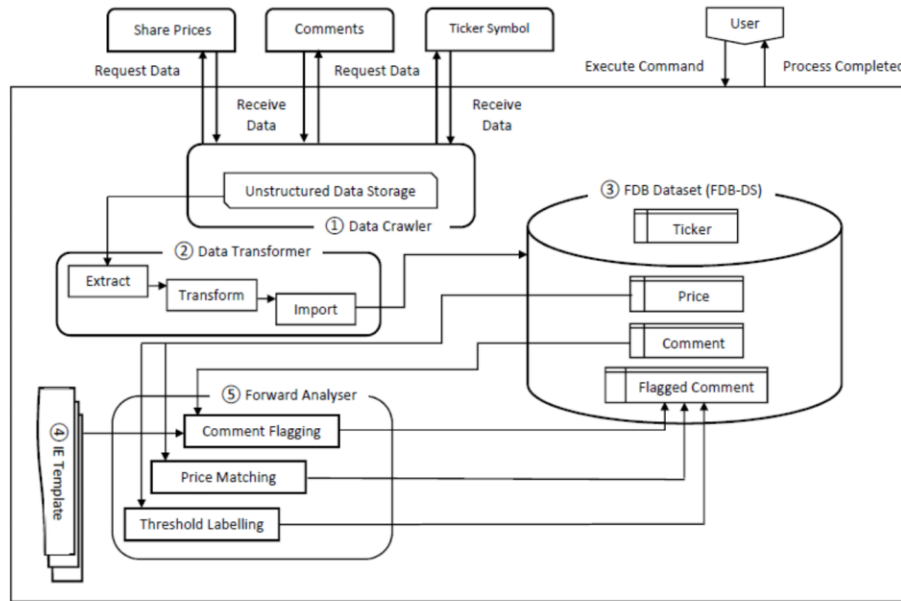 Share Prices
Comments
Ticker Symbol
User
Request Data
Request Data
Execute Command
Process Completed
Receive
Data
Receive
Data
Unstructured Data Storage
① Data Crawler
③ FDB Dataset (FDB-DS)
Ticker
② Data Transformer
Extract
Transform
Import
Price
Comment
Flagged Comment
⑤ Forward Analyser
④ IE Template
Comment Flagging
Price Matching
Threshold Labelling